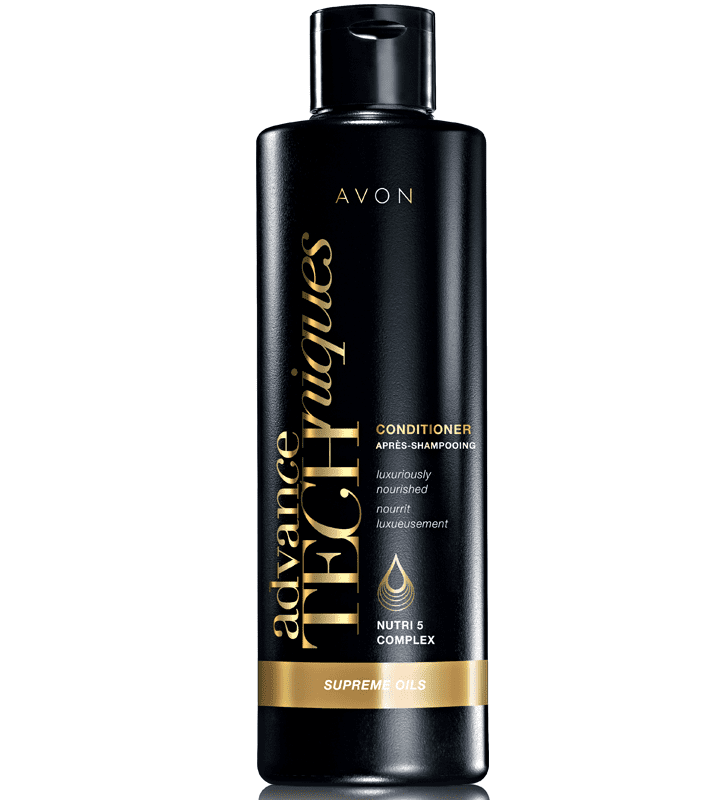 AVON
advance
TECHniques
CONDITIONER
APRÈS-SHAMPOOING
luxuriously
nourished
nourrit
luxueusement
NUTRI 5
COMPLEX
SUPREME OILS